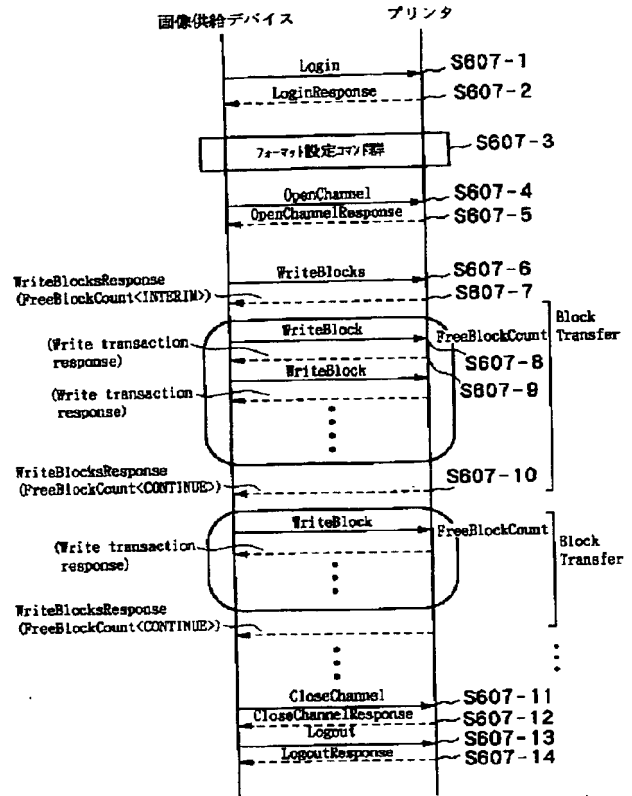 画像供給デバイス プリンタ
Login S607-1
LoginResponse S607-2
フォーマット設定コマンド群 S607-3
OpenChannel S607-4
OpenChannelResponse S607-5
WriteBlocks S607-6
WriteBlocksResponse
(FreeBlockCount<INTERIM>) S607-7
Block
Transfer
WriteBlock FreeBlockCount
(Write transaction
response) S607-8
WriteBlock S607-9
(Write transaction
response)
WriteBlocksResponse
(FreeBlockCount<CONTINUE>) S607-10
WriteBlock FreeBlockCount
Block
Transfer
(Write transaction
response)
WriteBlocksResponse
(FreeBlockCount<CONTINUE>)
CloseChannel S607-11
CloseChannelResponse S607-12
Logout S607-13
LogoutResponse S607-14